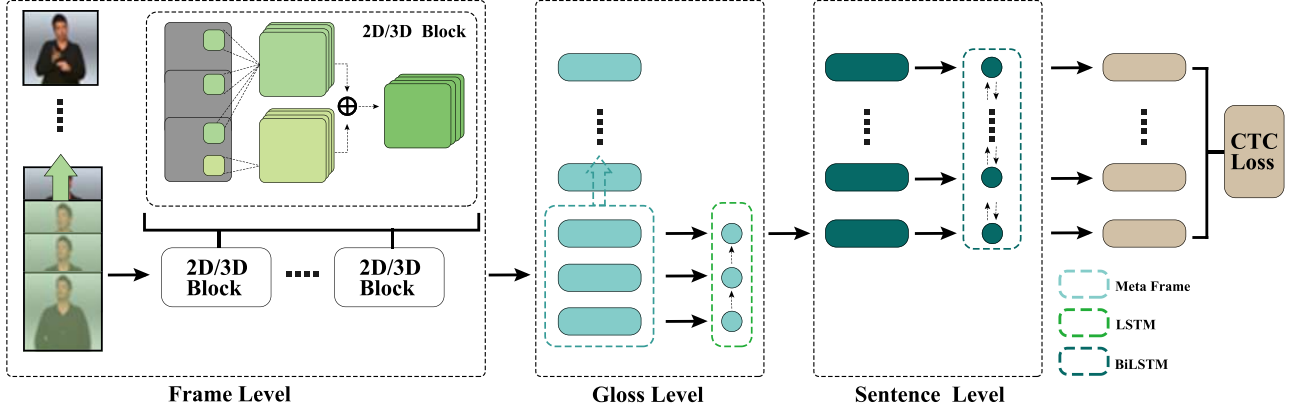 2D/3D Block
2D/3D
Block
2D/3D
Block
Frame Level
Gloss Level
Sentence Level
CTC
Loss
Meta Frame
LSTM
BiLSTM